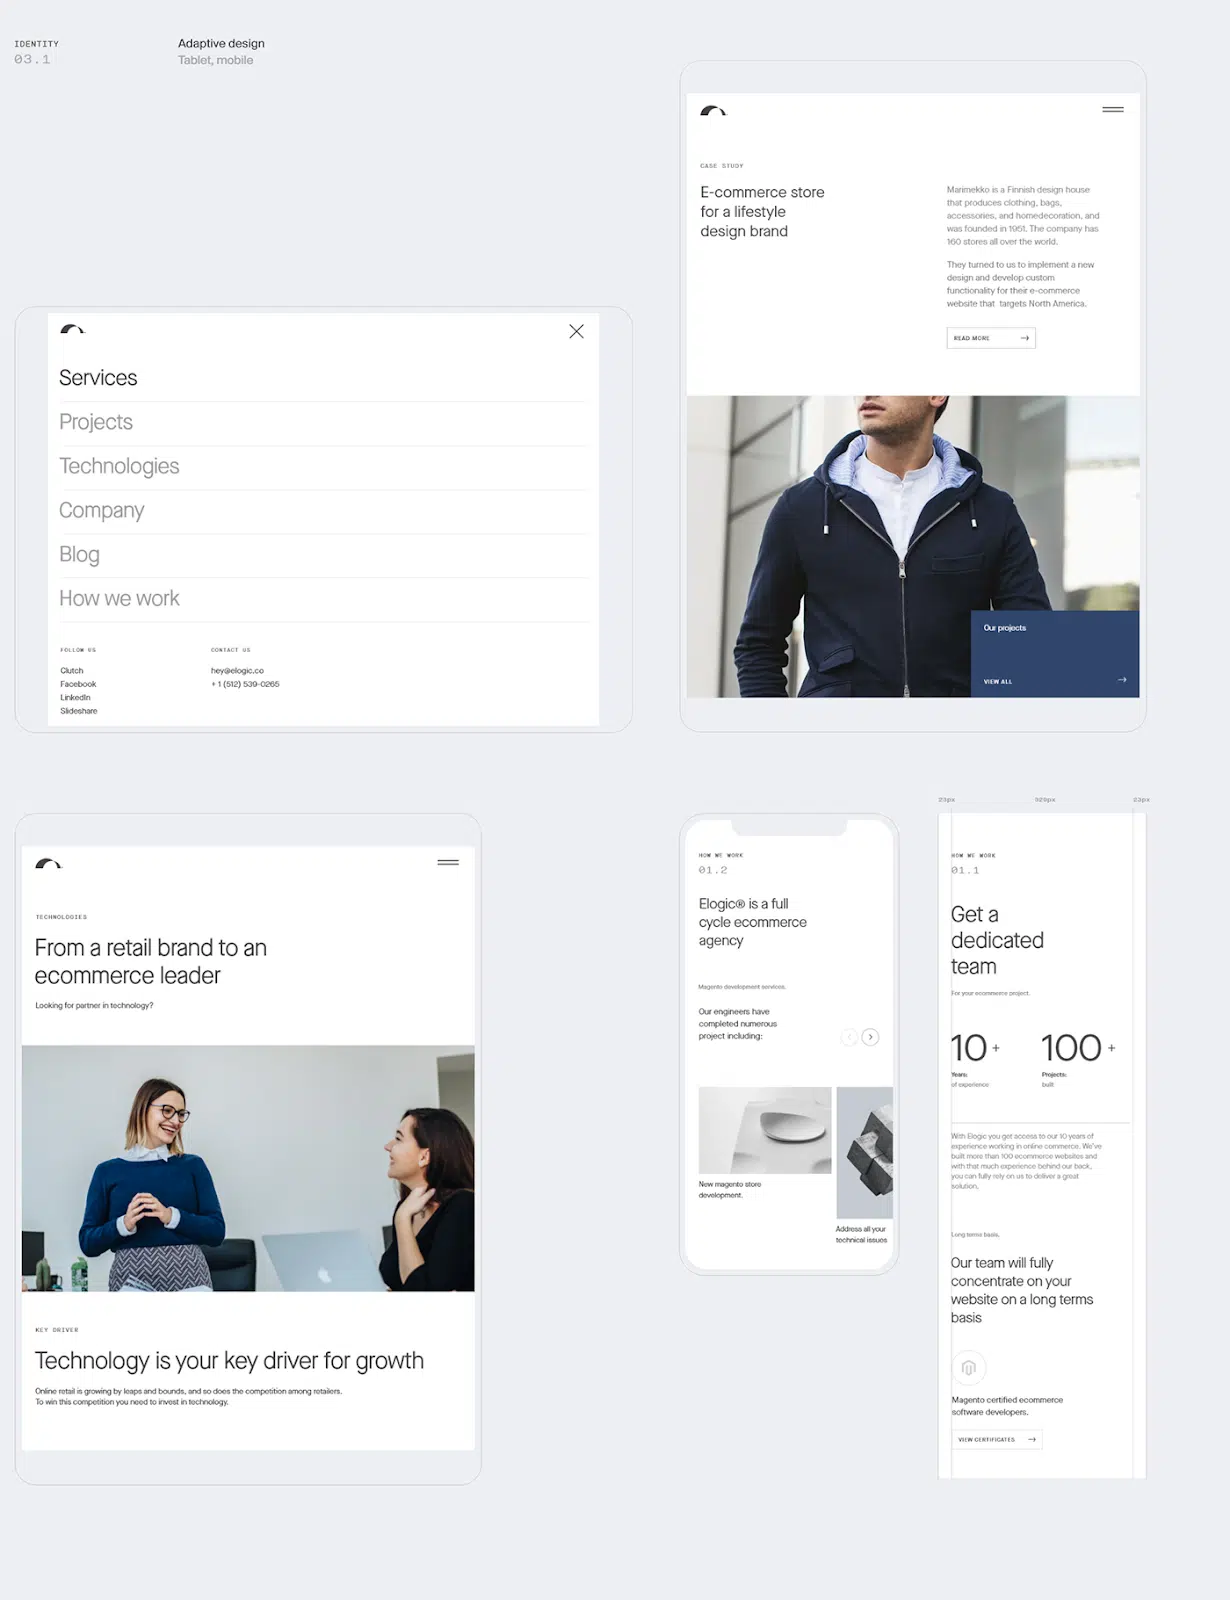 IDENTITY
03.1
Adaptive design
Tablet, mobile
CASE STUDY
E-commerce store
for a lifestyle
design brand
Marimekko is a Finnish design house
that produces clothing, bags,
accessories, and homedecoration, and
was founded in 1951. The company has
160 stores all over the world.
They turned to us to implement a new
design and develop custom
functionality for their e-commerce
website that targets North America.
READ MORE →
Our projects
VIEW ALL →
Services
Projects
Technologies
Company
Blog
How we work
FOLLOW US
Clutch
Facebook
LinkedIn
Slideshare
CONTACT US
hey@elogic.co
+ 1 (512) 539-0265
TECHNOLOGIES
From a retail brand to an
ecommerce leader
Looking for partner in technology?
KEY DRIVER
Technology is your key driver for growth
Online retail is growing by leaps and bounds, and so does the competition among retailers.
To win this competition you need to invest in technology.
HOW WE WORK
01.2
Elogic® is a full
cycle ecommerce
agency
Magento development services.
Our engineers have
completed numerous
project including:
New magento store
development.
Address all your
technical issues
23px
329px
23px
HOW WE WORK
01.1
Get a
dedicated
team
For your ecommerce project.
10 +
Years:
of experience
100 +
Projects:
built
With Elogic you get access to our 10 years of
experience working in online commerce. We've
built more than 100 ecommerce websites and
with that much experience behind our back,
you can fully rely on us to deliver a great
solution.
Long terms basis.
Our team will fully
concentrate on your
website on a long terms
basis
Magento certified ecommerce
software developers.
VIEW CERTIFICATES →